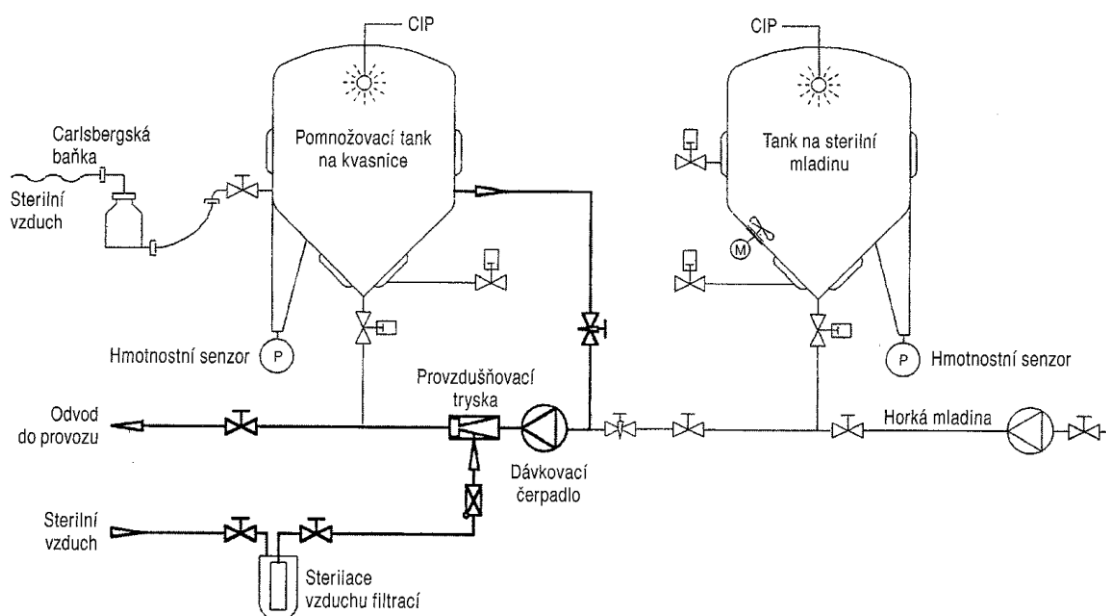 CIP
CIP
Carlsbergská
baňka
Pomnožovací tank
na kvasnice
Tank na sterilní
mladinu
Sterilní
vzduch
M
Hmotnostní senzor
P
P
Hmotnostní senzor
Provzdušňovací
tryska
Odvod
do provozu
Horká mladina
Dávkovací
čerpadlo
Sterilní
vzduch
Sterilace
vzduchu filtrací